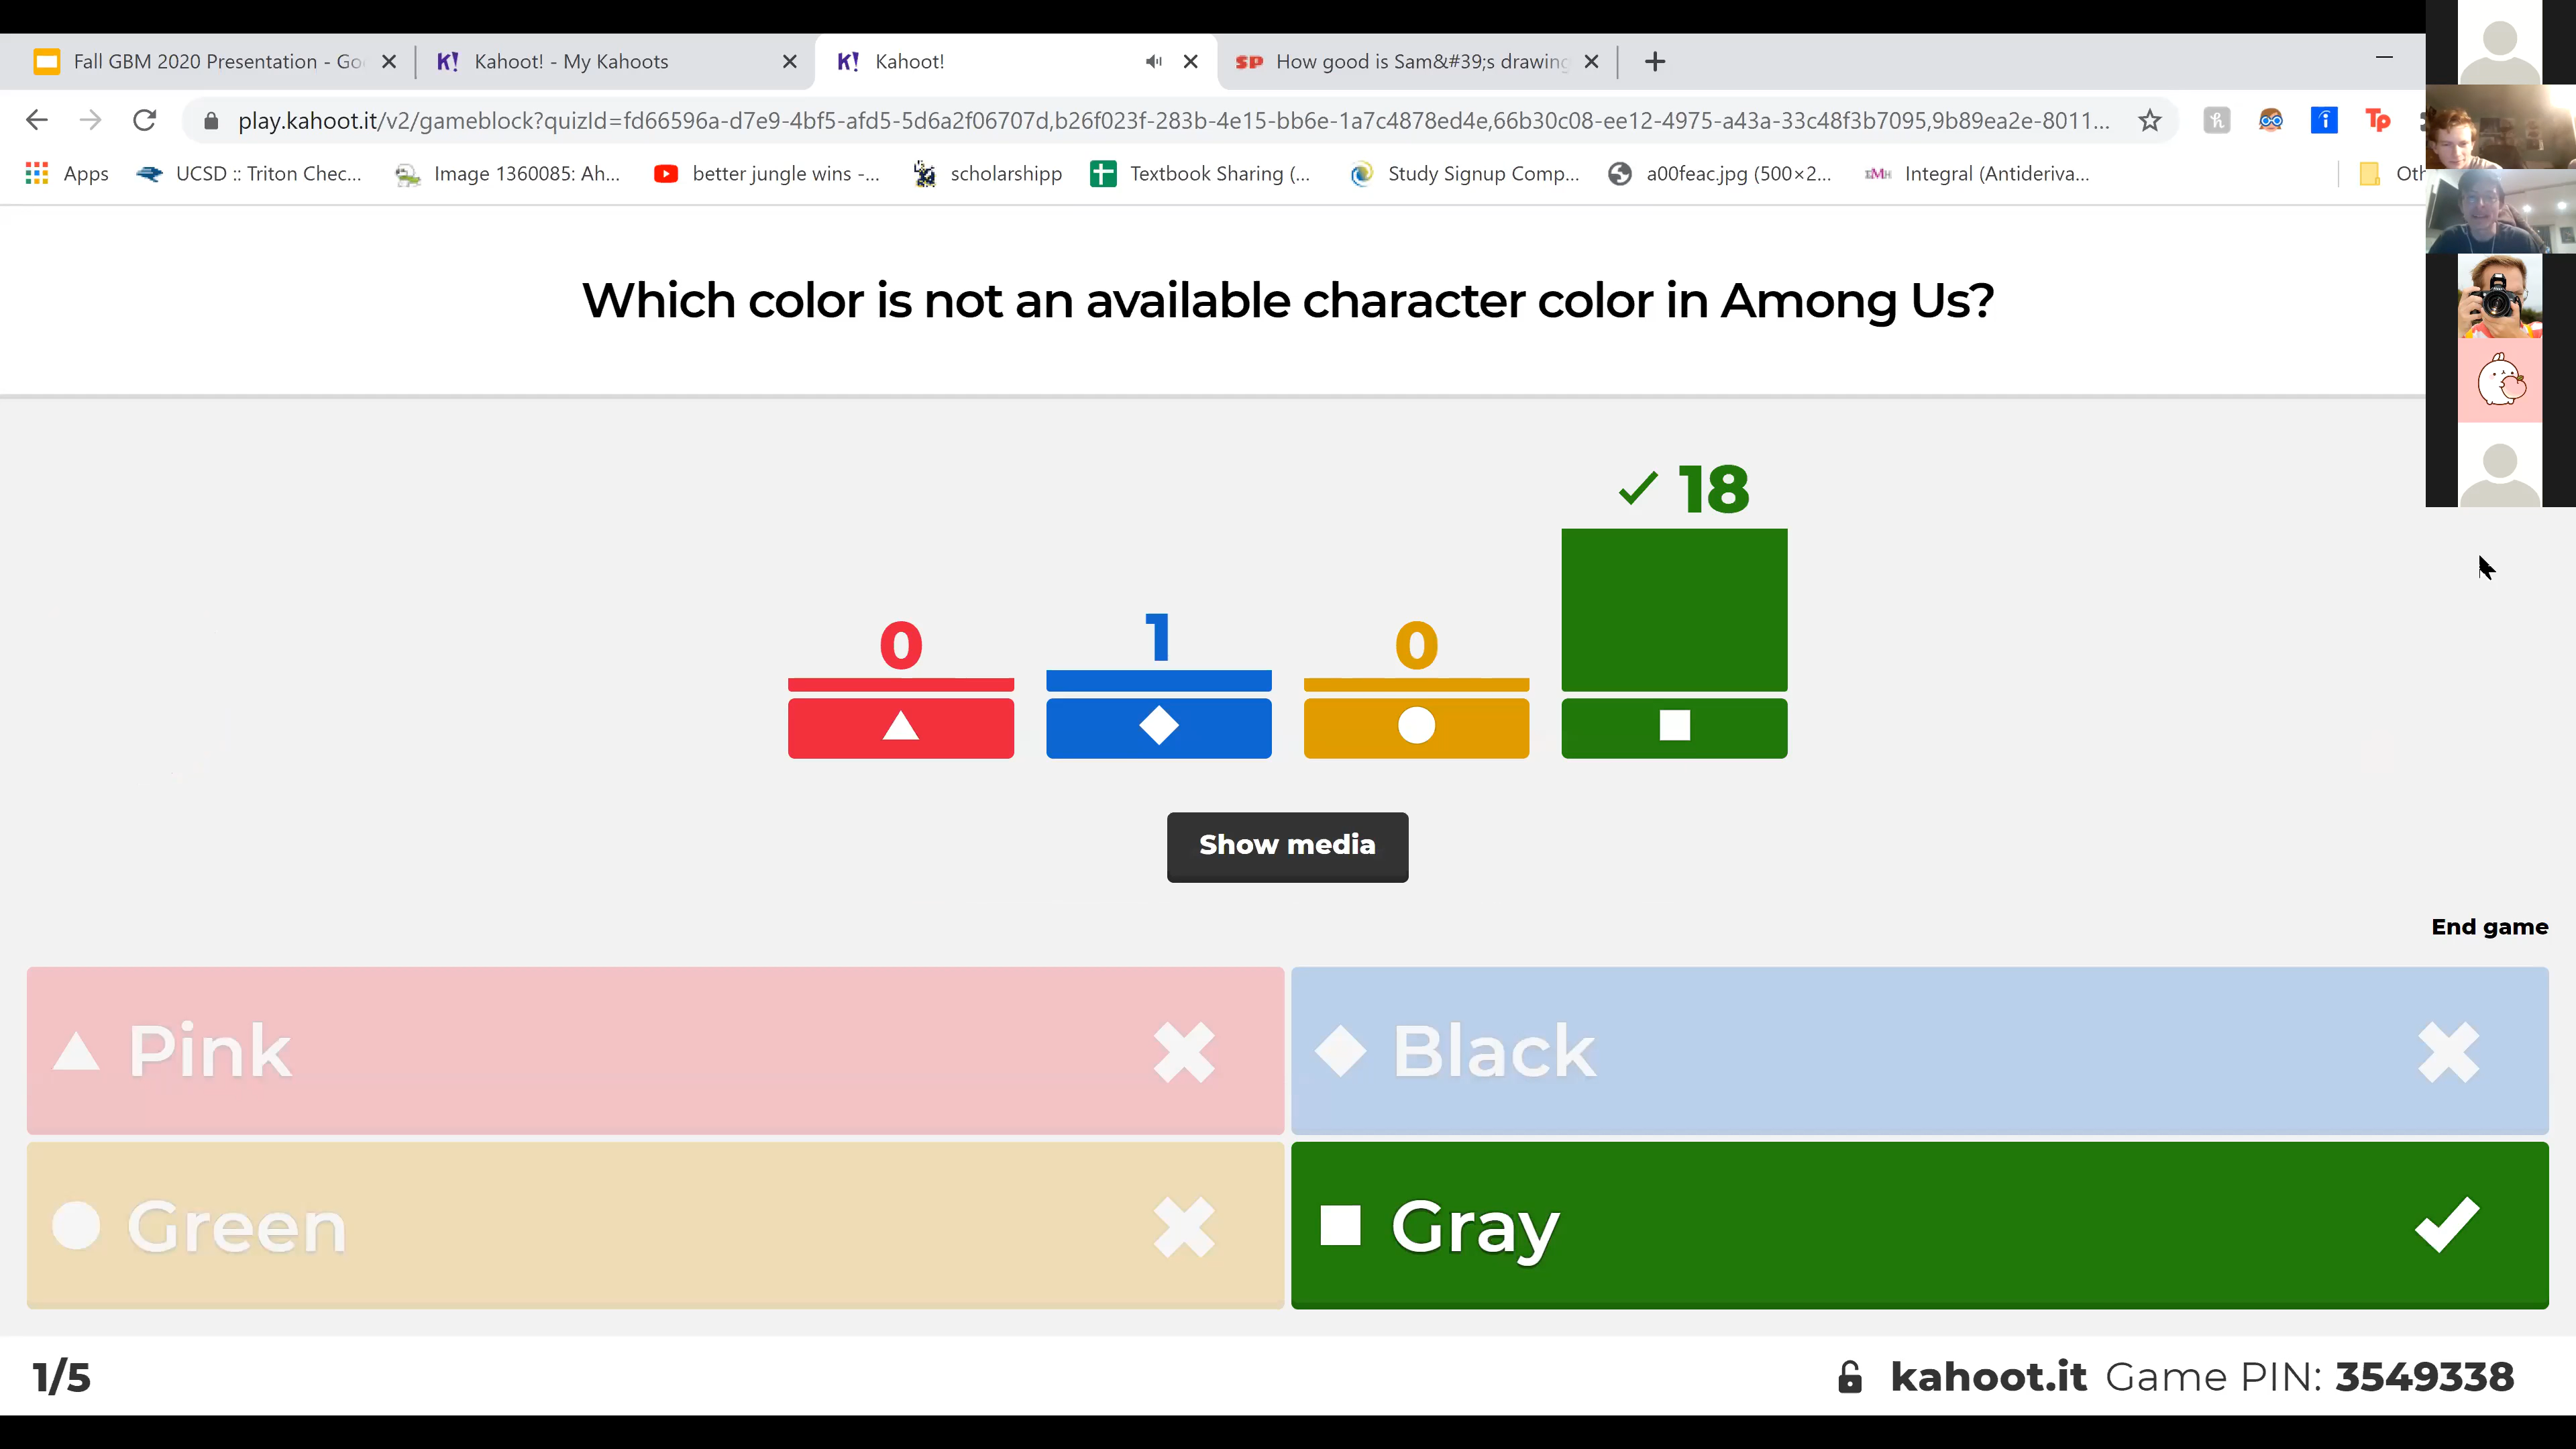 Fall GBM 2020 Presentation - Goo
Kahoot! - My Kahoots
Kahoot!
How good is Sam&#39;s drawing
play.kahoot.it/v2/gameblock?quizId=fd66596a-d7e9-4bf5-afd5-5d6a2f06707d,b26f023f-283b-4e15-bb6e-1a7c4878ed4e,66b30c08-ee12-4975-a43a-33c48f3b7095,9b89ea2e-8011...
Apps
UCSD :: Triton Chec...
Image 1360085: Ah...
better jungle wins -...
scholarshipp
Textbook Sharing (...
Study Signup Comp...
a00feac.jpg (500×2...
Integral (Antideriva...
Oth
Which color is not an available character color in Among Us?
0
1
0
18
Show media
End game
Pink
Black
Green
Gray
1/5
kahoot.it Game PIN: 3549338